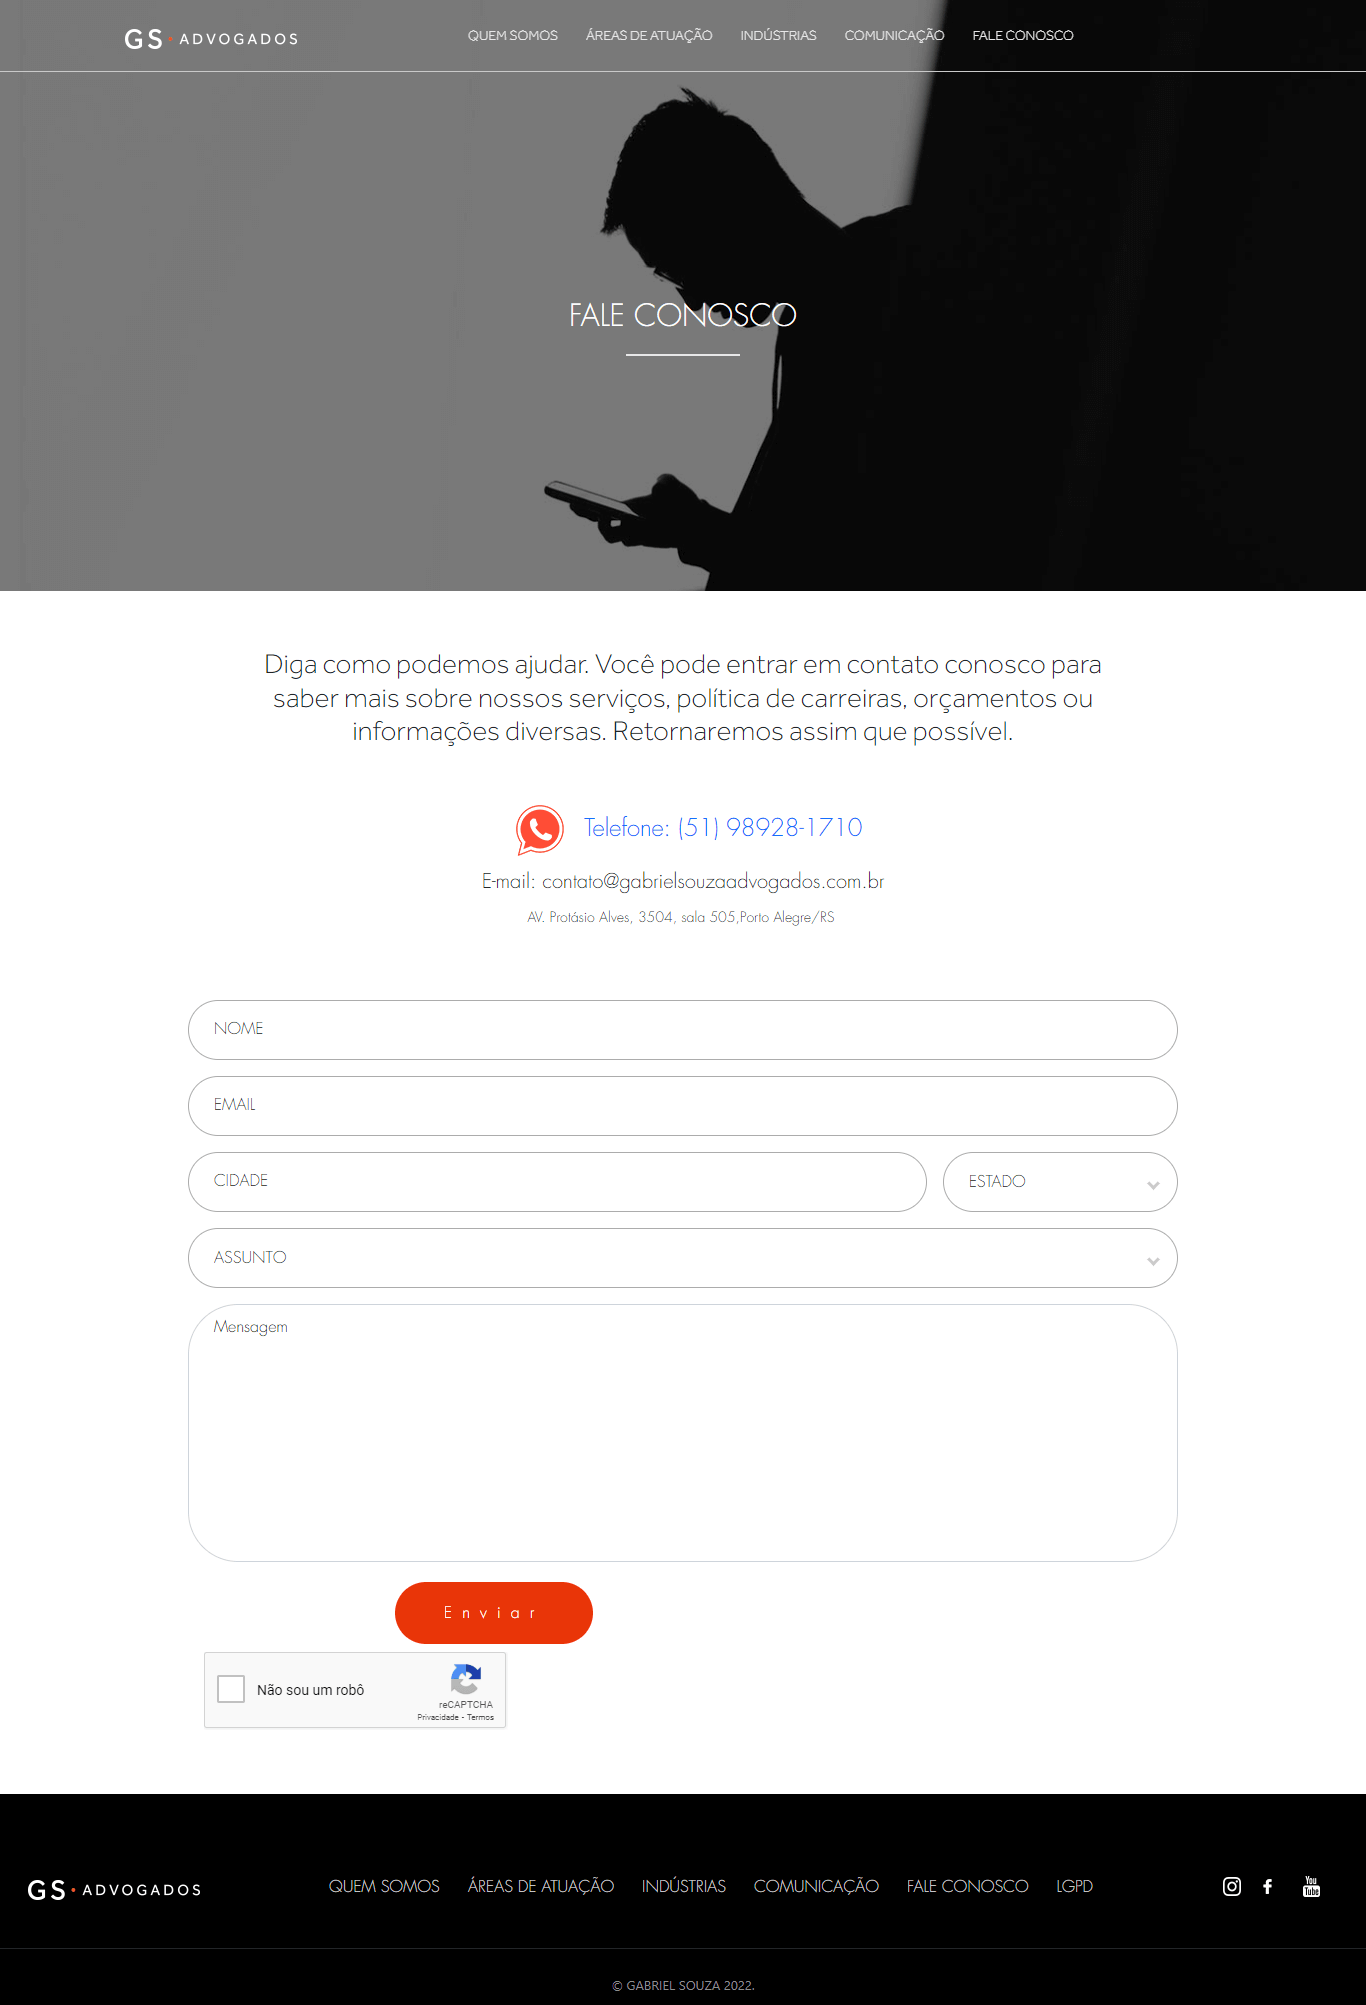 GS • ADVOGADOS
QUEM SOMOS ÁREAS DE ATUAÇÃO INDÚSTRIAS COMUNICAÇÃO FALE CONOSCO
FALE CONOSCO
Diga como podemos ajudar. Você pode entrar em contato conosco para
saber mais sobre nossos serviços, política de carreiras, orçamentos ou
informações diversas. Retornaremos assim que possível.
Telefone: (51) 98928-1710
E-mail: contato@gabrielsouzaadvogados.com.br
AV. Protásio Alves, 3504, sala 505,Porto Alegre/RS
NOME
EMAIL
CIDADE
ESTADO
ASSUNTO
Mensagem
Enviar
Não sou um robô
reCAPTCHA
Privacidade - Termos
GS • ADVOGADOS
QUEM SOMOS ÁREAS DE ATUAÇÃO INDÚSTRIAS COMUNICAÇÃO FALE CONOSCO LGPD
You
Tube
© GABRIEL SOUZA 2022.